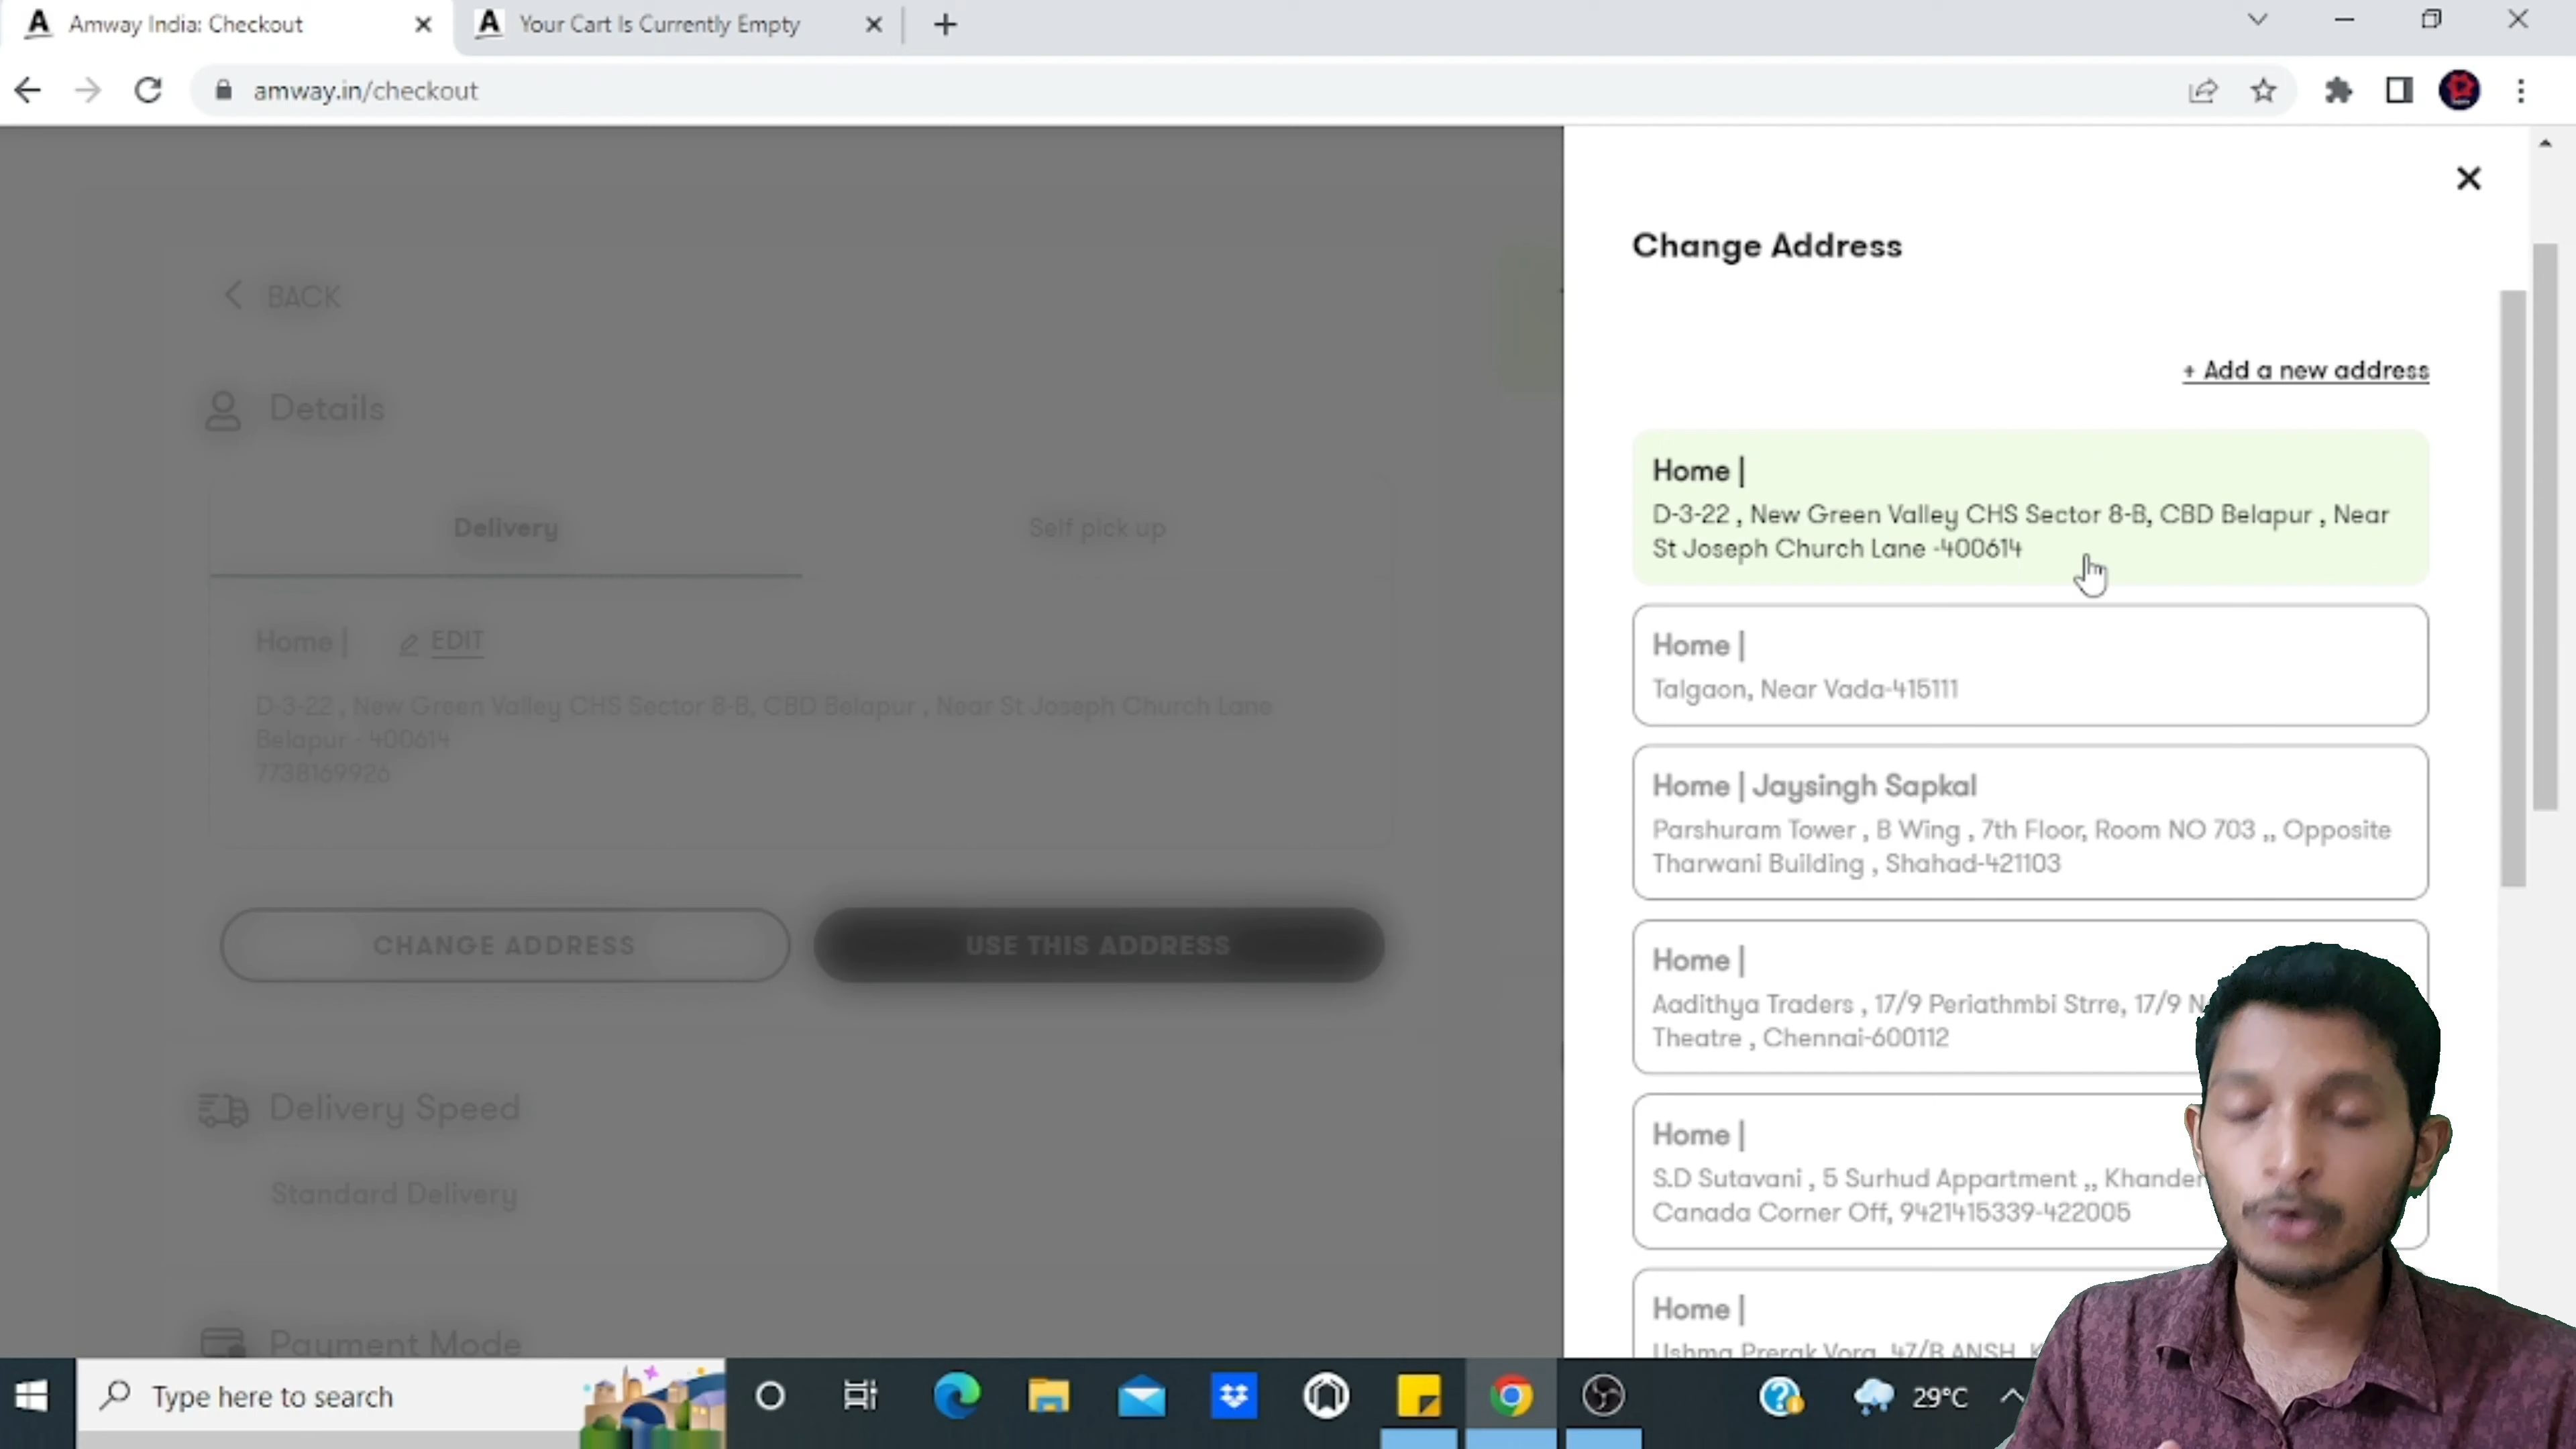 Amway India: Checkout
Your Cart Is Currently Empty
amway.in/checkout
BACK
Details
Delivery
Self pick up
Home |
EDIT
D-3-22 , New Green Valley CHS Sector 8-B, CBD Belapur , Near St Joseph Church Lane
Belapur - 400614
7738169926
CHANGE ADDRESS
USE THIS ADDRESS
Delivery Speed
Standard Delivery
Payment Mode
Change Address
+ Add a new address
Home |
D-3-22 , New Green Valley CHS Sector 8-B, CBD Belapur , Near
St Joseph Church Lane -400614
Home |
Talgaon, Near Vada-415111
Home | Jaysingh Sapkal
Parshuram Tower , B Wing , 7th Floor, Room NO 703 ,, Opposite
Tharwani Building , Shahad-421103
Home |
Aadithya Traders , 17/9 Periathmbi Strre, 17/9
Theatre , Chennai-600112
Home |
S.D Sutavani , 5 Surhud Appartment ,,
Canada Corner Off, 9421415339-422005
Home |
Ushma Prerak Vora, 47/B ANSH,
Type here to search
29°C